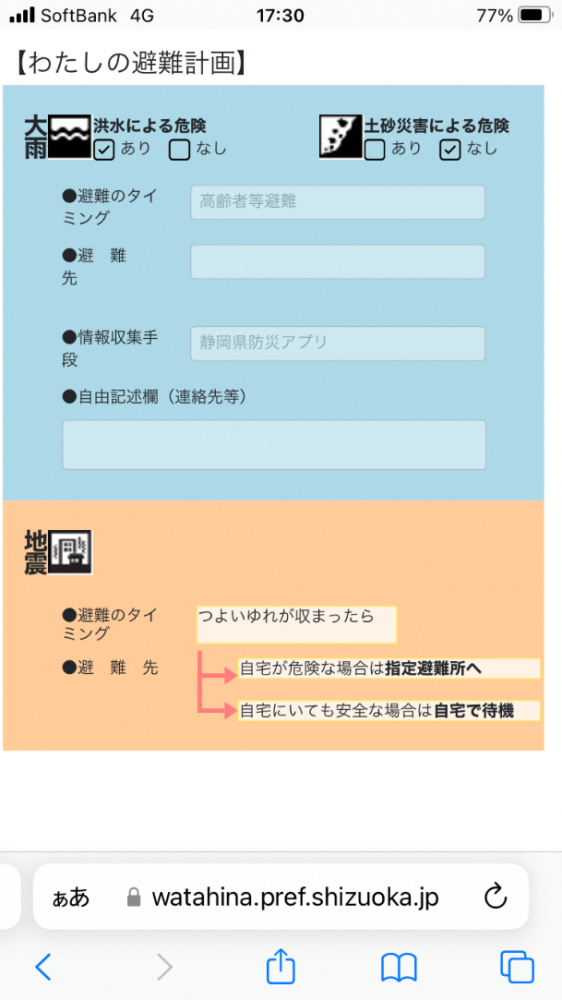 SoftBank 4G 17:30 77%
【わたしの避難計画】
大雨
洪水による危険
あり なし
土砂災害による危険
あり なし
●避難のタイ
ミング
高齢者等避難
●避　難
先
●情報収集手
段
静岡県防災アプリ
●自由記述欄（連絡先等）
地震
●避難のタイ
ミング
つよいゆれが収まったら
●避　難　先
自宅が危険な場合は指定避難所へ
自宅にいても安全な場合は自宅で待機
ぁあ watahina.pref.shizuoka.jp